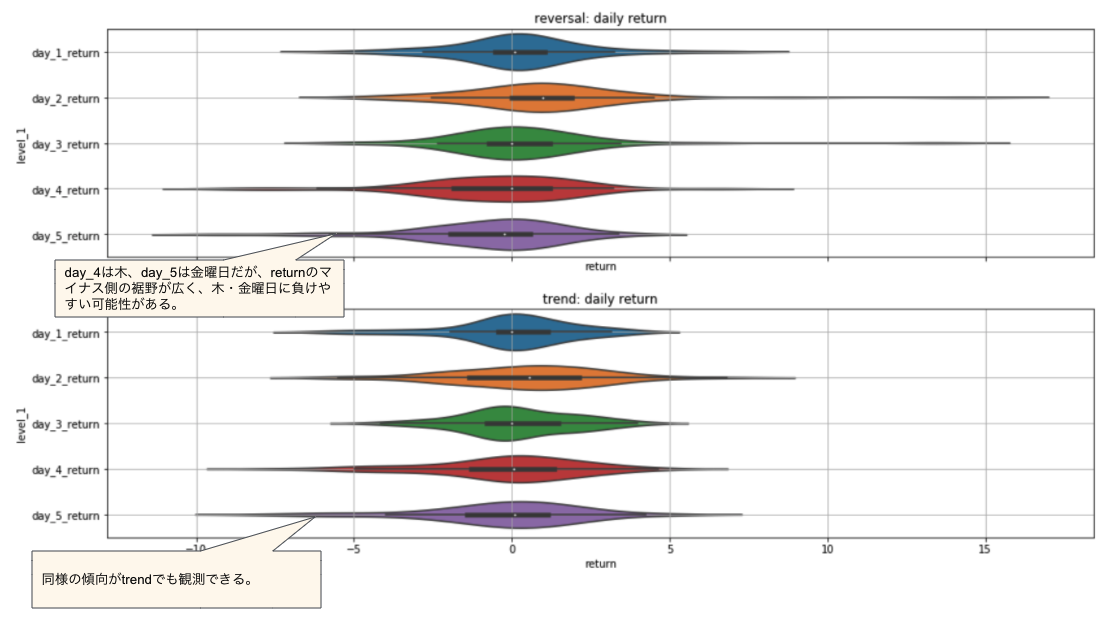 reversal: daily return
day_1_return
day_2_return
day_3_return
day_4_return
day_5_return
level_1
return
day_4は木、day_5は金曜日だが、returnのマ
イナス側の裾野が広く、木・金曜日に負けや
すい可能性がある。
trend: daily return
day_1_return
day_2_return
day_3_return
day_4_return
day_5_return
level_1
−10
−5
0
5
10
15
return
同様の傾向がtrendでも観測できる。